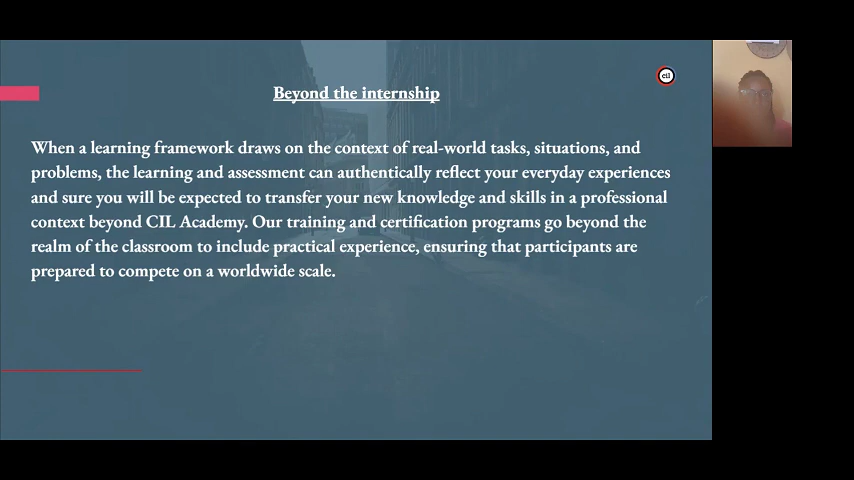 Beyond the internship
cil
When a learning framework draws on the context of real-world tasks, situations, and
problems, the learning and assessment can authentically reflect your everyday experiences
and sure you will be expected to transfer your new knowledge and skills in a professional
context beyond CIL Academy. Our training and certification programs go beyond the
realm of the classroom to include practical experience, ensuring that participants are
prepared to compete on a worldwide scale.